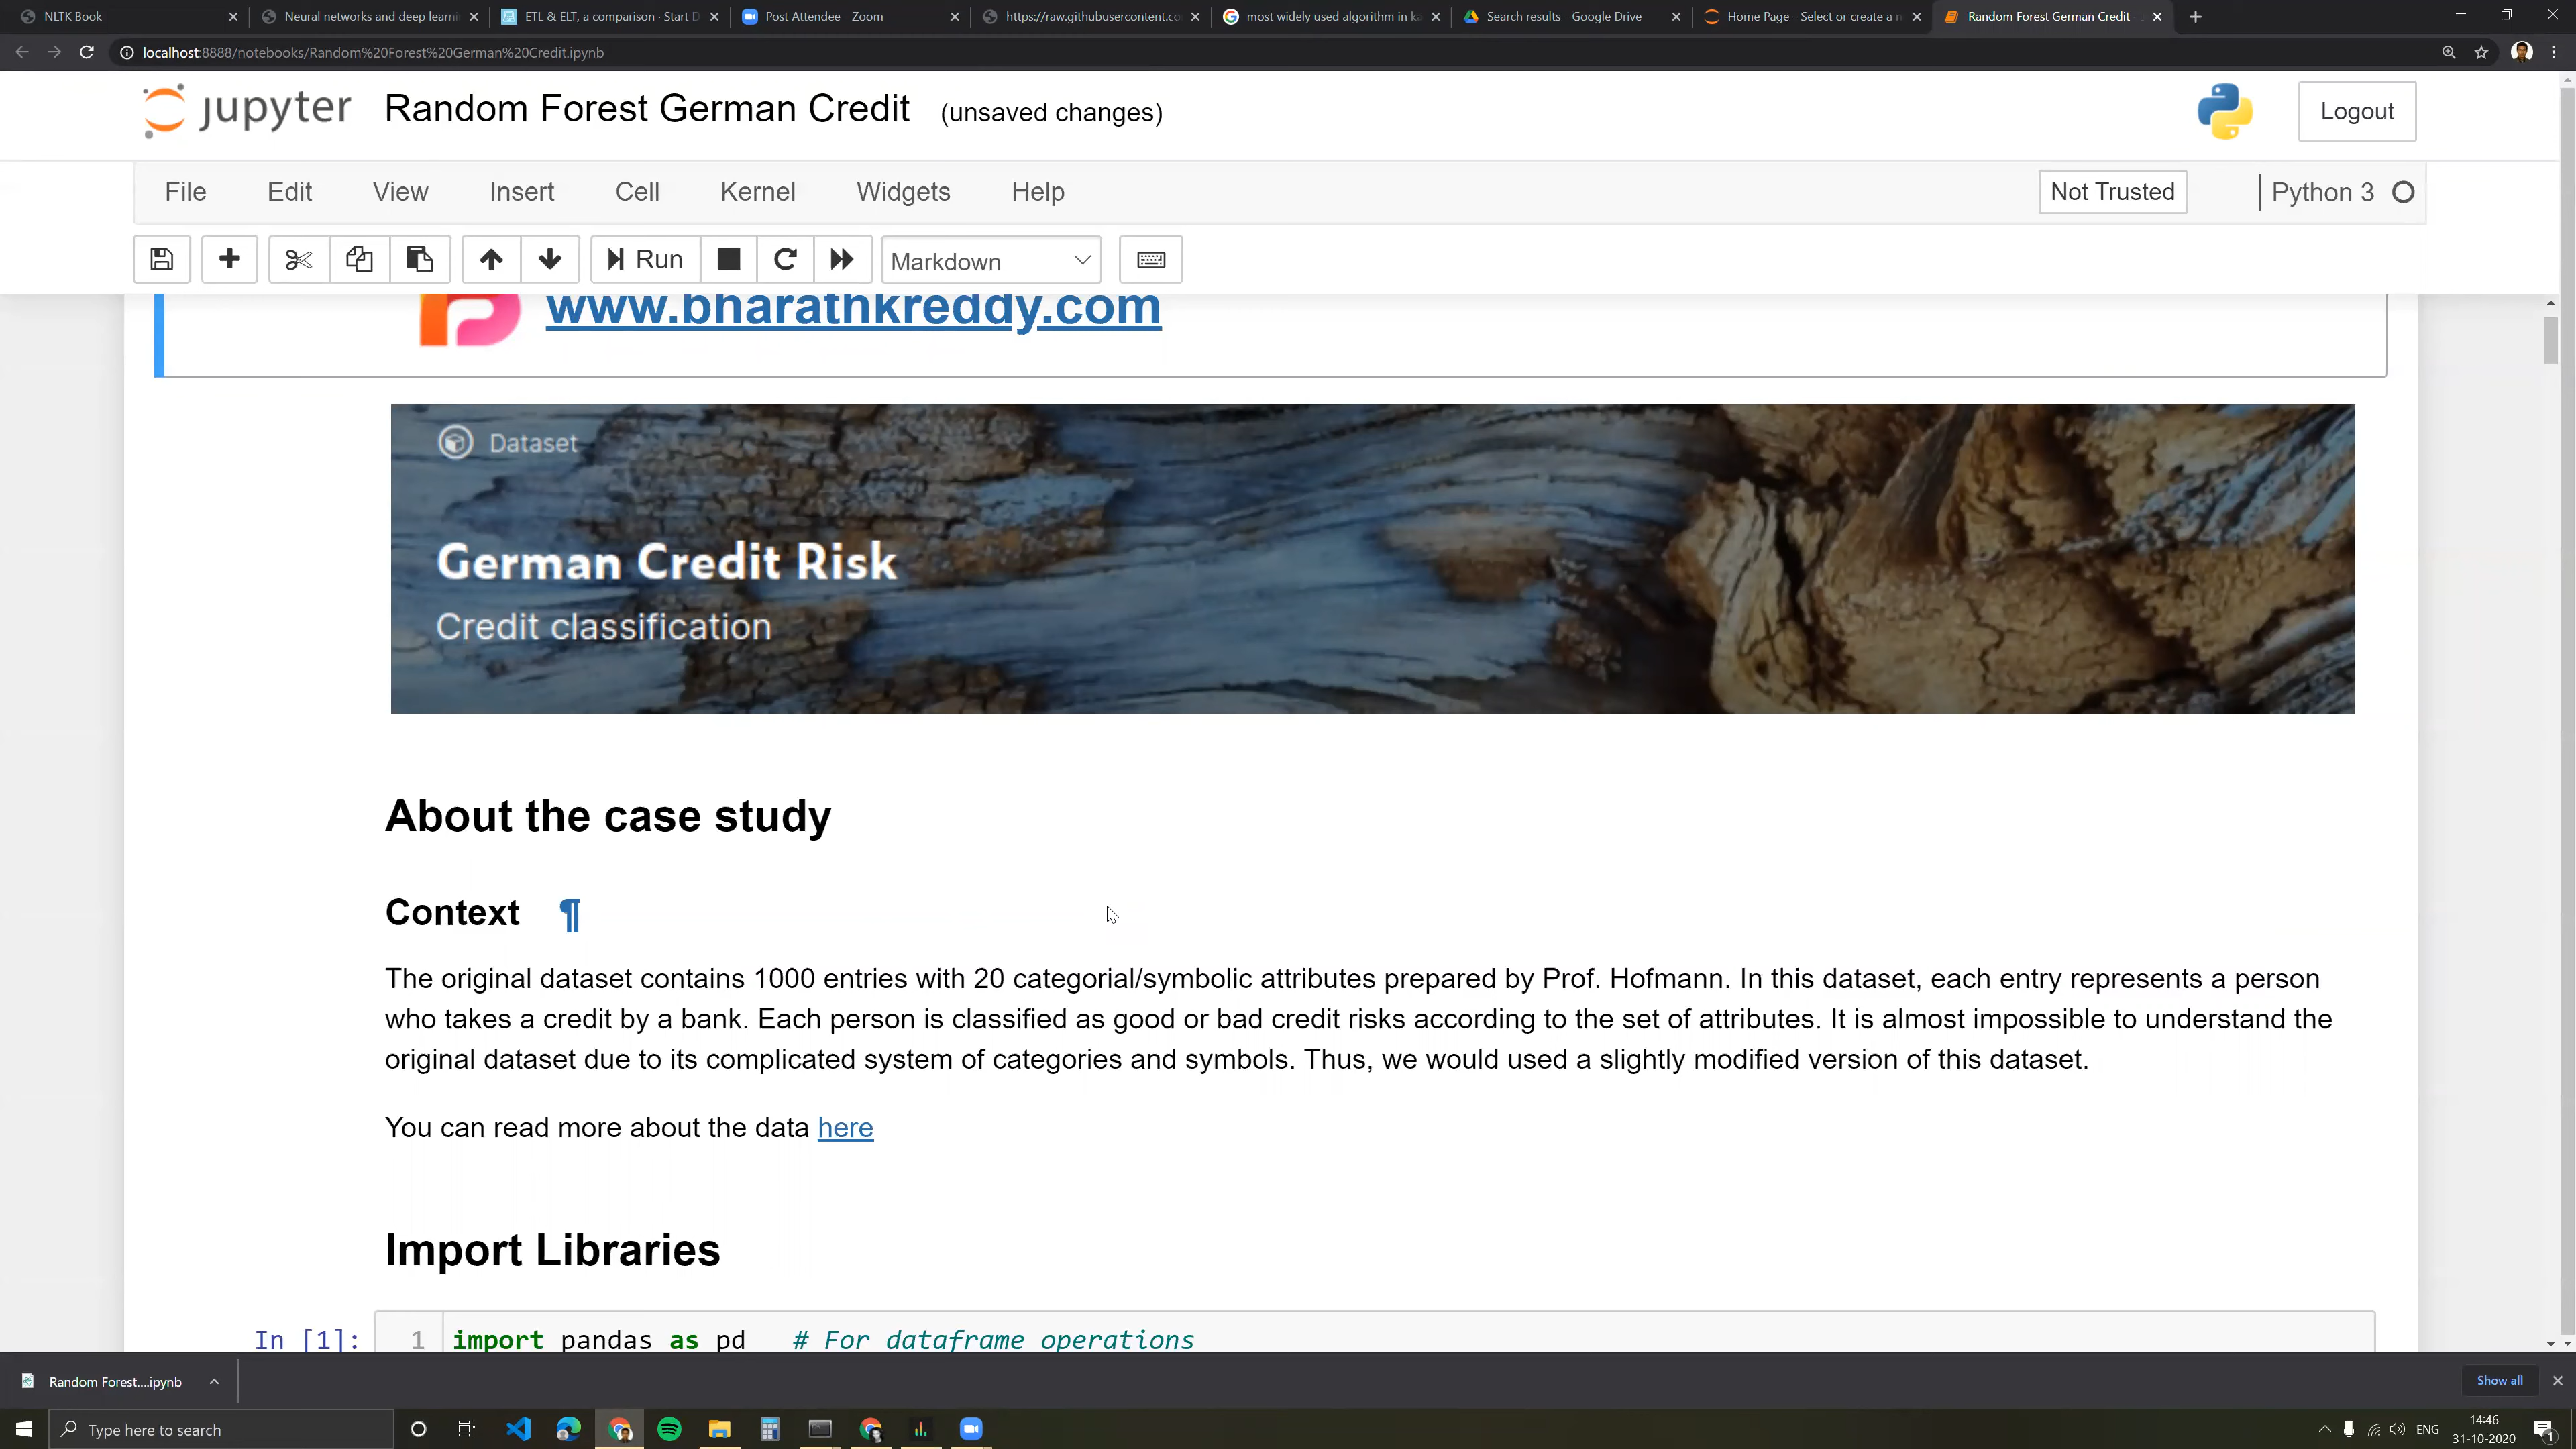 NLTK Book
Neural networks and deep learni
ETL & ELT, a comparison · Start D
Post Attendee - Zoom
https://raw.githubusercontent.co
most widely used algorithm in ka
Search results - Google Drive
Home Page - Select or create a n
Random Forest German Credit -
localhost:8888/notebooks/Random%20Forest%20German%20Credit.ipynb
jupyter Random Forest German Credit (unsaved changes)
Logout
File Edit View Insert Cell Kernel Widgets Help
Not Trusted
Python 3
Run
Markdown
www.bharathkreddy.com
Dataset
German Credit Risk
Credit classification
About the case study
Context ¶
The original dataset contains 1000 entries with 20 categorial/symbolic attributes prepared by Prof. Hofmann. In this dataset, each entry represents a person
who takes a credit by a bank. Each person is classified as good or bad credit risks according to the set of attributes. It is almost impossible to understand the
original dataset due to its complicated system of categories and symbols. Thus, we would used a slightly modified version of this dataset.
You can read more about the data here
Import Libraries
In [1]: 1 import pandas as pd # For dataframe operations
Random Forest....ipynb
Show all
Type here to search
ENG
14:46
31-10-2020
1